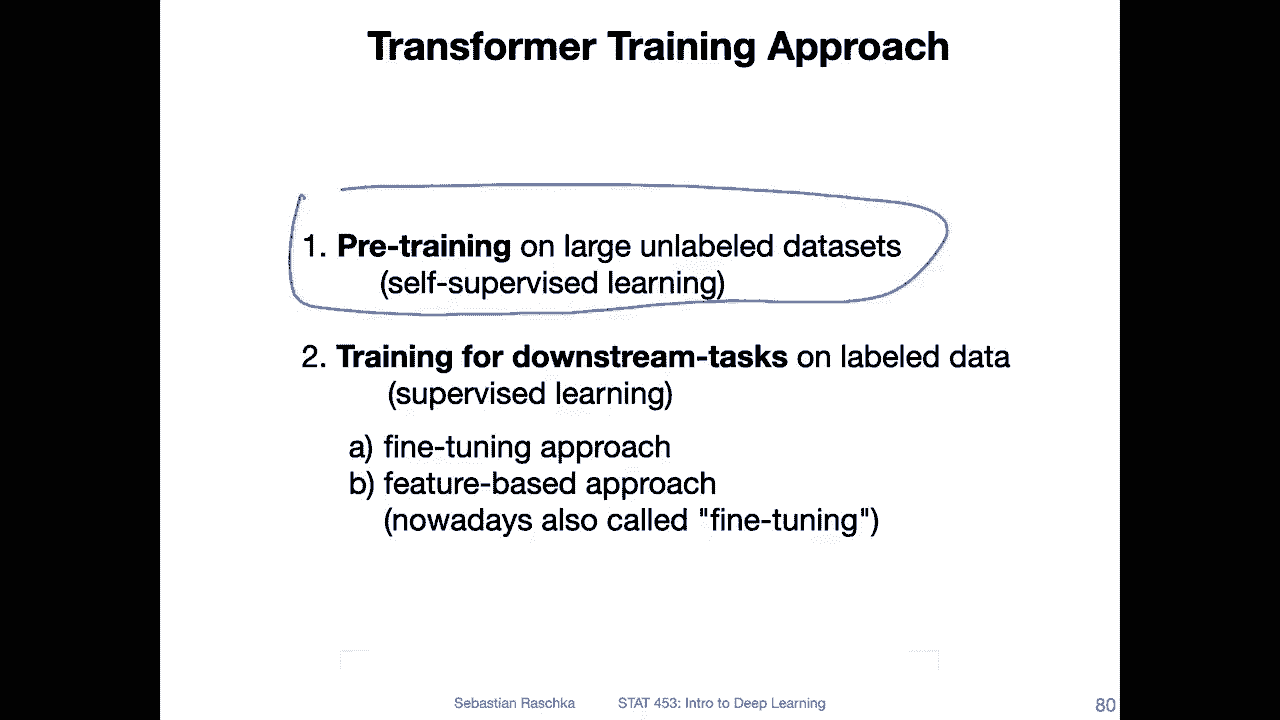 Transformer Training Approach
1. Pre-training on large unlabeled datasets
(self-supervised learning)
2. Training for downstream-tasks on labeled data
(supervised learning)
a) fine-tuning approach
b) feature-based approach
(nowadays also called "fine-tuning")
Sebastian Raschka STAT 453: Intro to Deep Learning 80